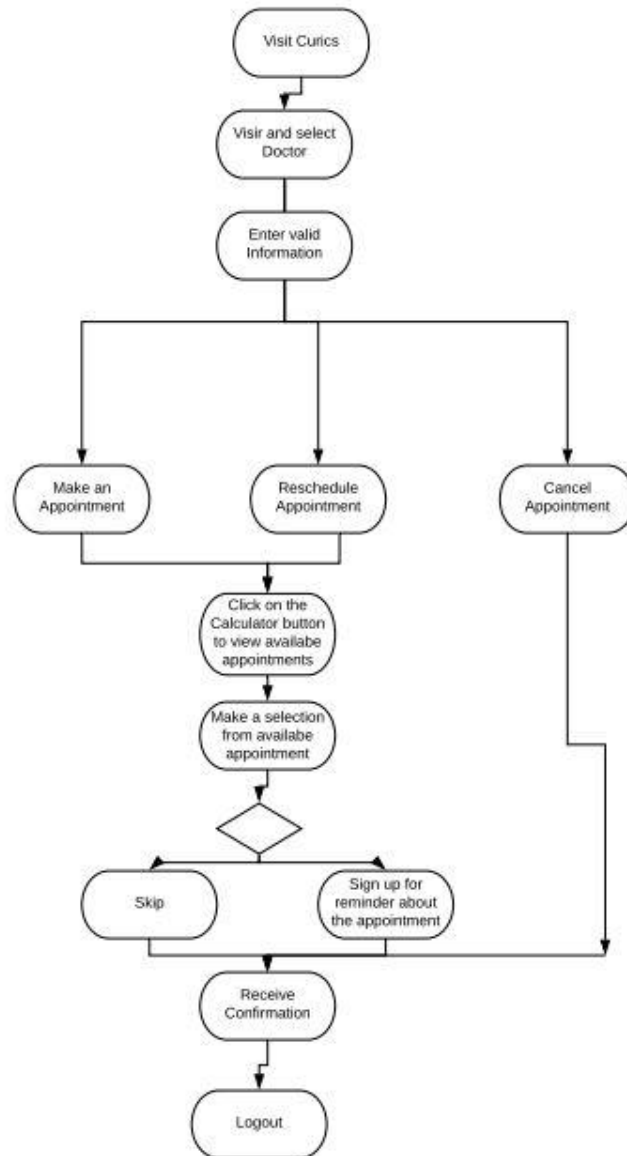 Visit Curics
Visir and select
Doctor
Enter valid
Information
Make an
Appointment
Reschedule
Appointment
Cancel
Appointment
Click on the
Calculator button
to view availabe
appointments
Make a selection
from availabe
appointment
Skip
Sign up for
reminder about
the appointment
Receive
Confirmation
Logout